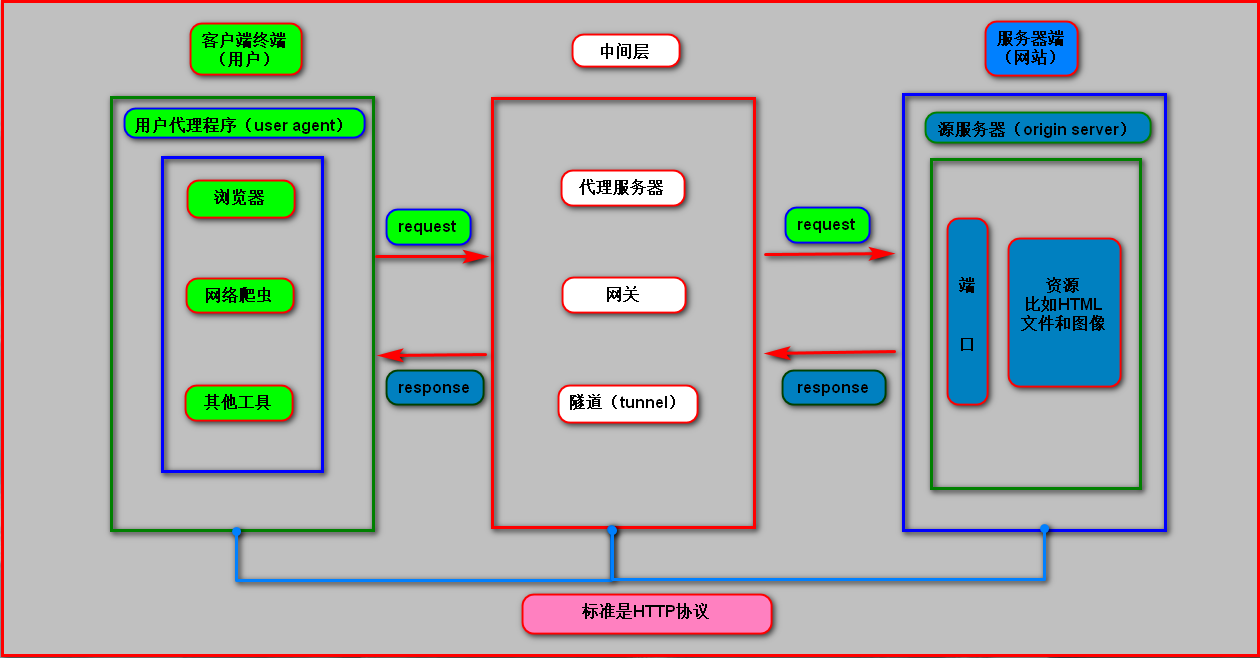 客户端终端
（用户）
中间层
服务器端
（网站）
用户代理程序（user agent）
浏览器
网络爬虫
其他工具
request
response
代理服务器
网关
隧道（tunnel）
request
response
源服务器（origin server）
端
口
资源
比如HTML
文件和图像
标准是HTTP协议